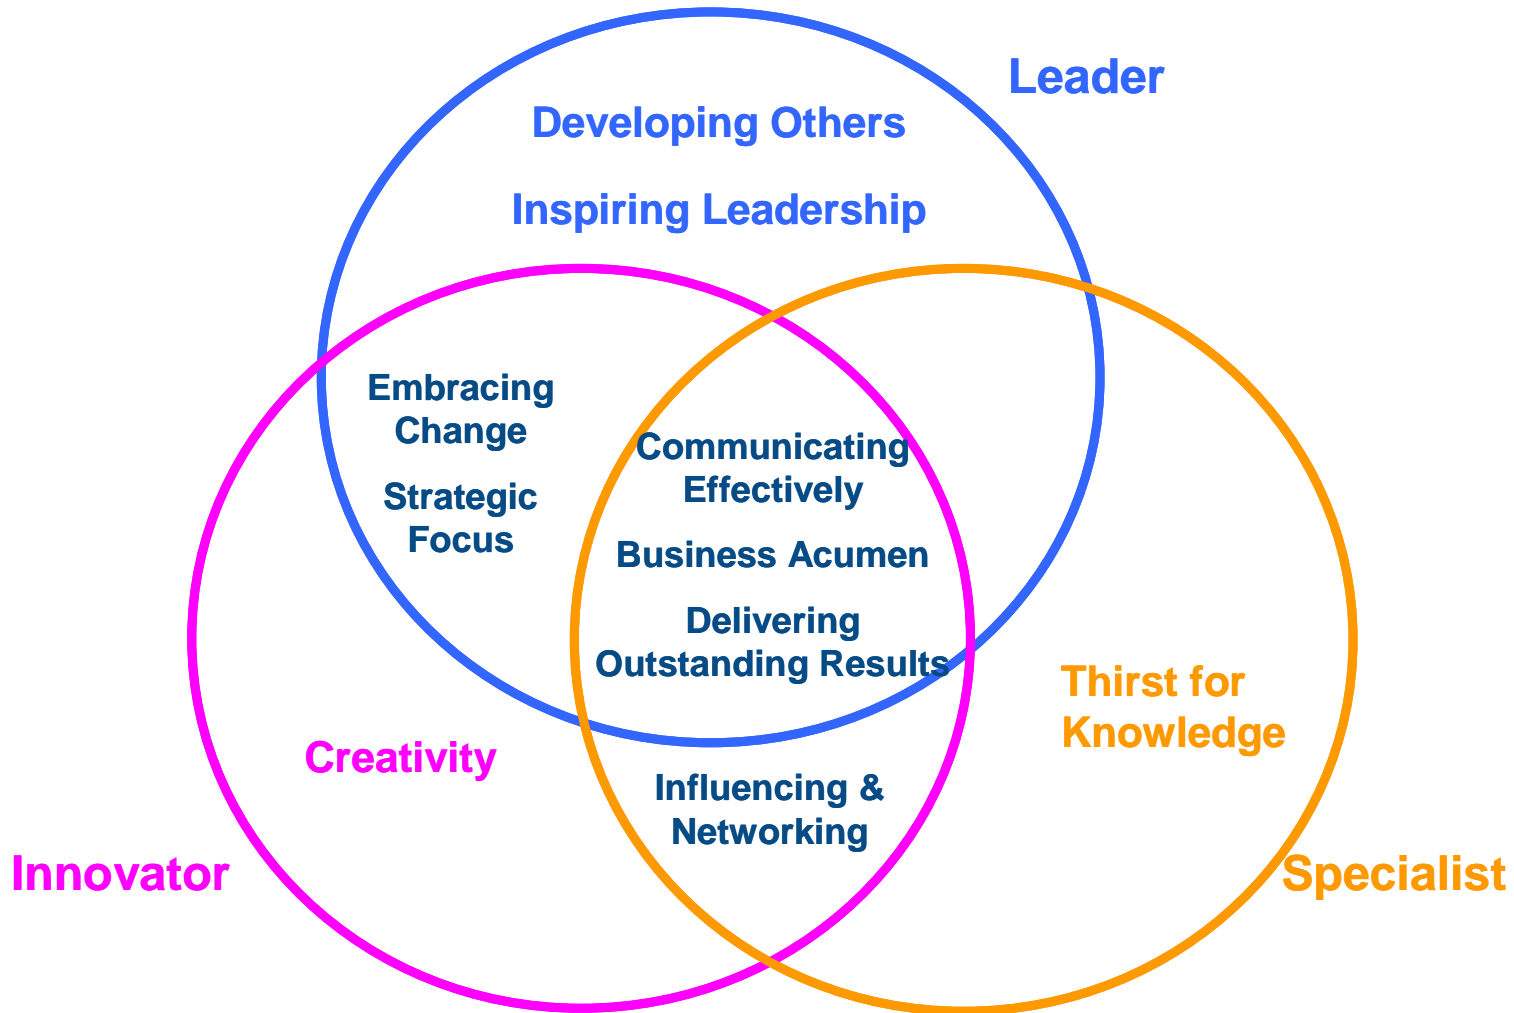 Leader
Developing Others
Inspiring Leadership
Embracing
Change
Strategic
Focus
Communicating
Effectively
Business Acumen
Delivering
Outstanding Results
Thirst for
Knowledge
Creativity
Influencing &
Networking
Innovator
Specialist